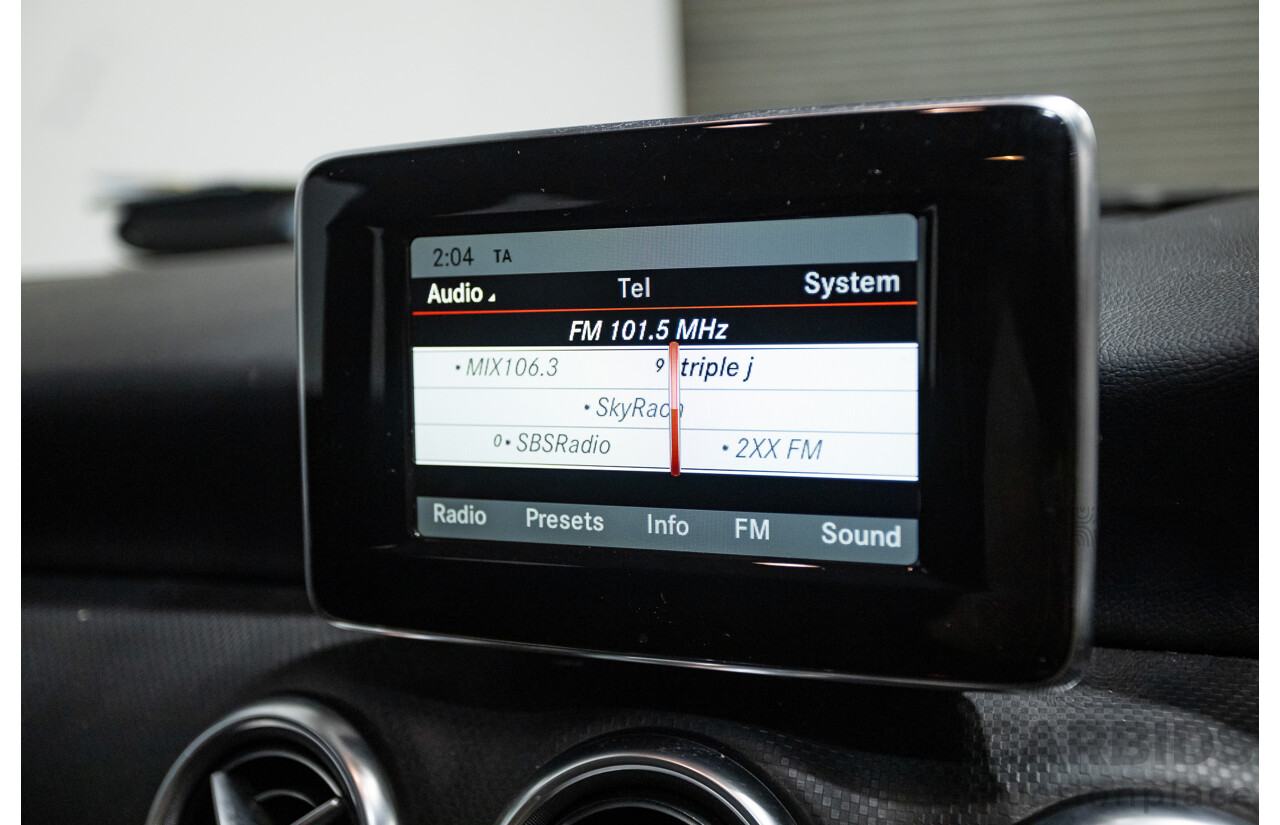 2:04 TA
Audio Tel System
FM 101.5 MHz
•MIX106.3 9 triple j
•SkyRad
0•SBSRadio •2XX FM
Radio Presets Info FM Sound